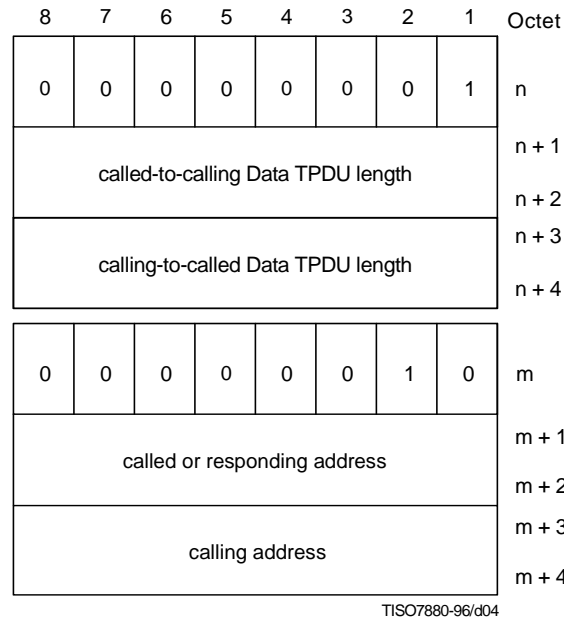 8 7 6 5 4 3 2 1 Octet
0 0 0 0 0 0 0 1 n
n + 1
called-to-calling Data TPDU length
n + 2
n + 3
calling-to-called Data TPDU length
n + 4
0 0 0 0 0 0 1 0 m
m + 1
called or responding address
m + 2
m + 3
calling address
m + 4
TISO7880-96/d04